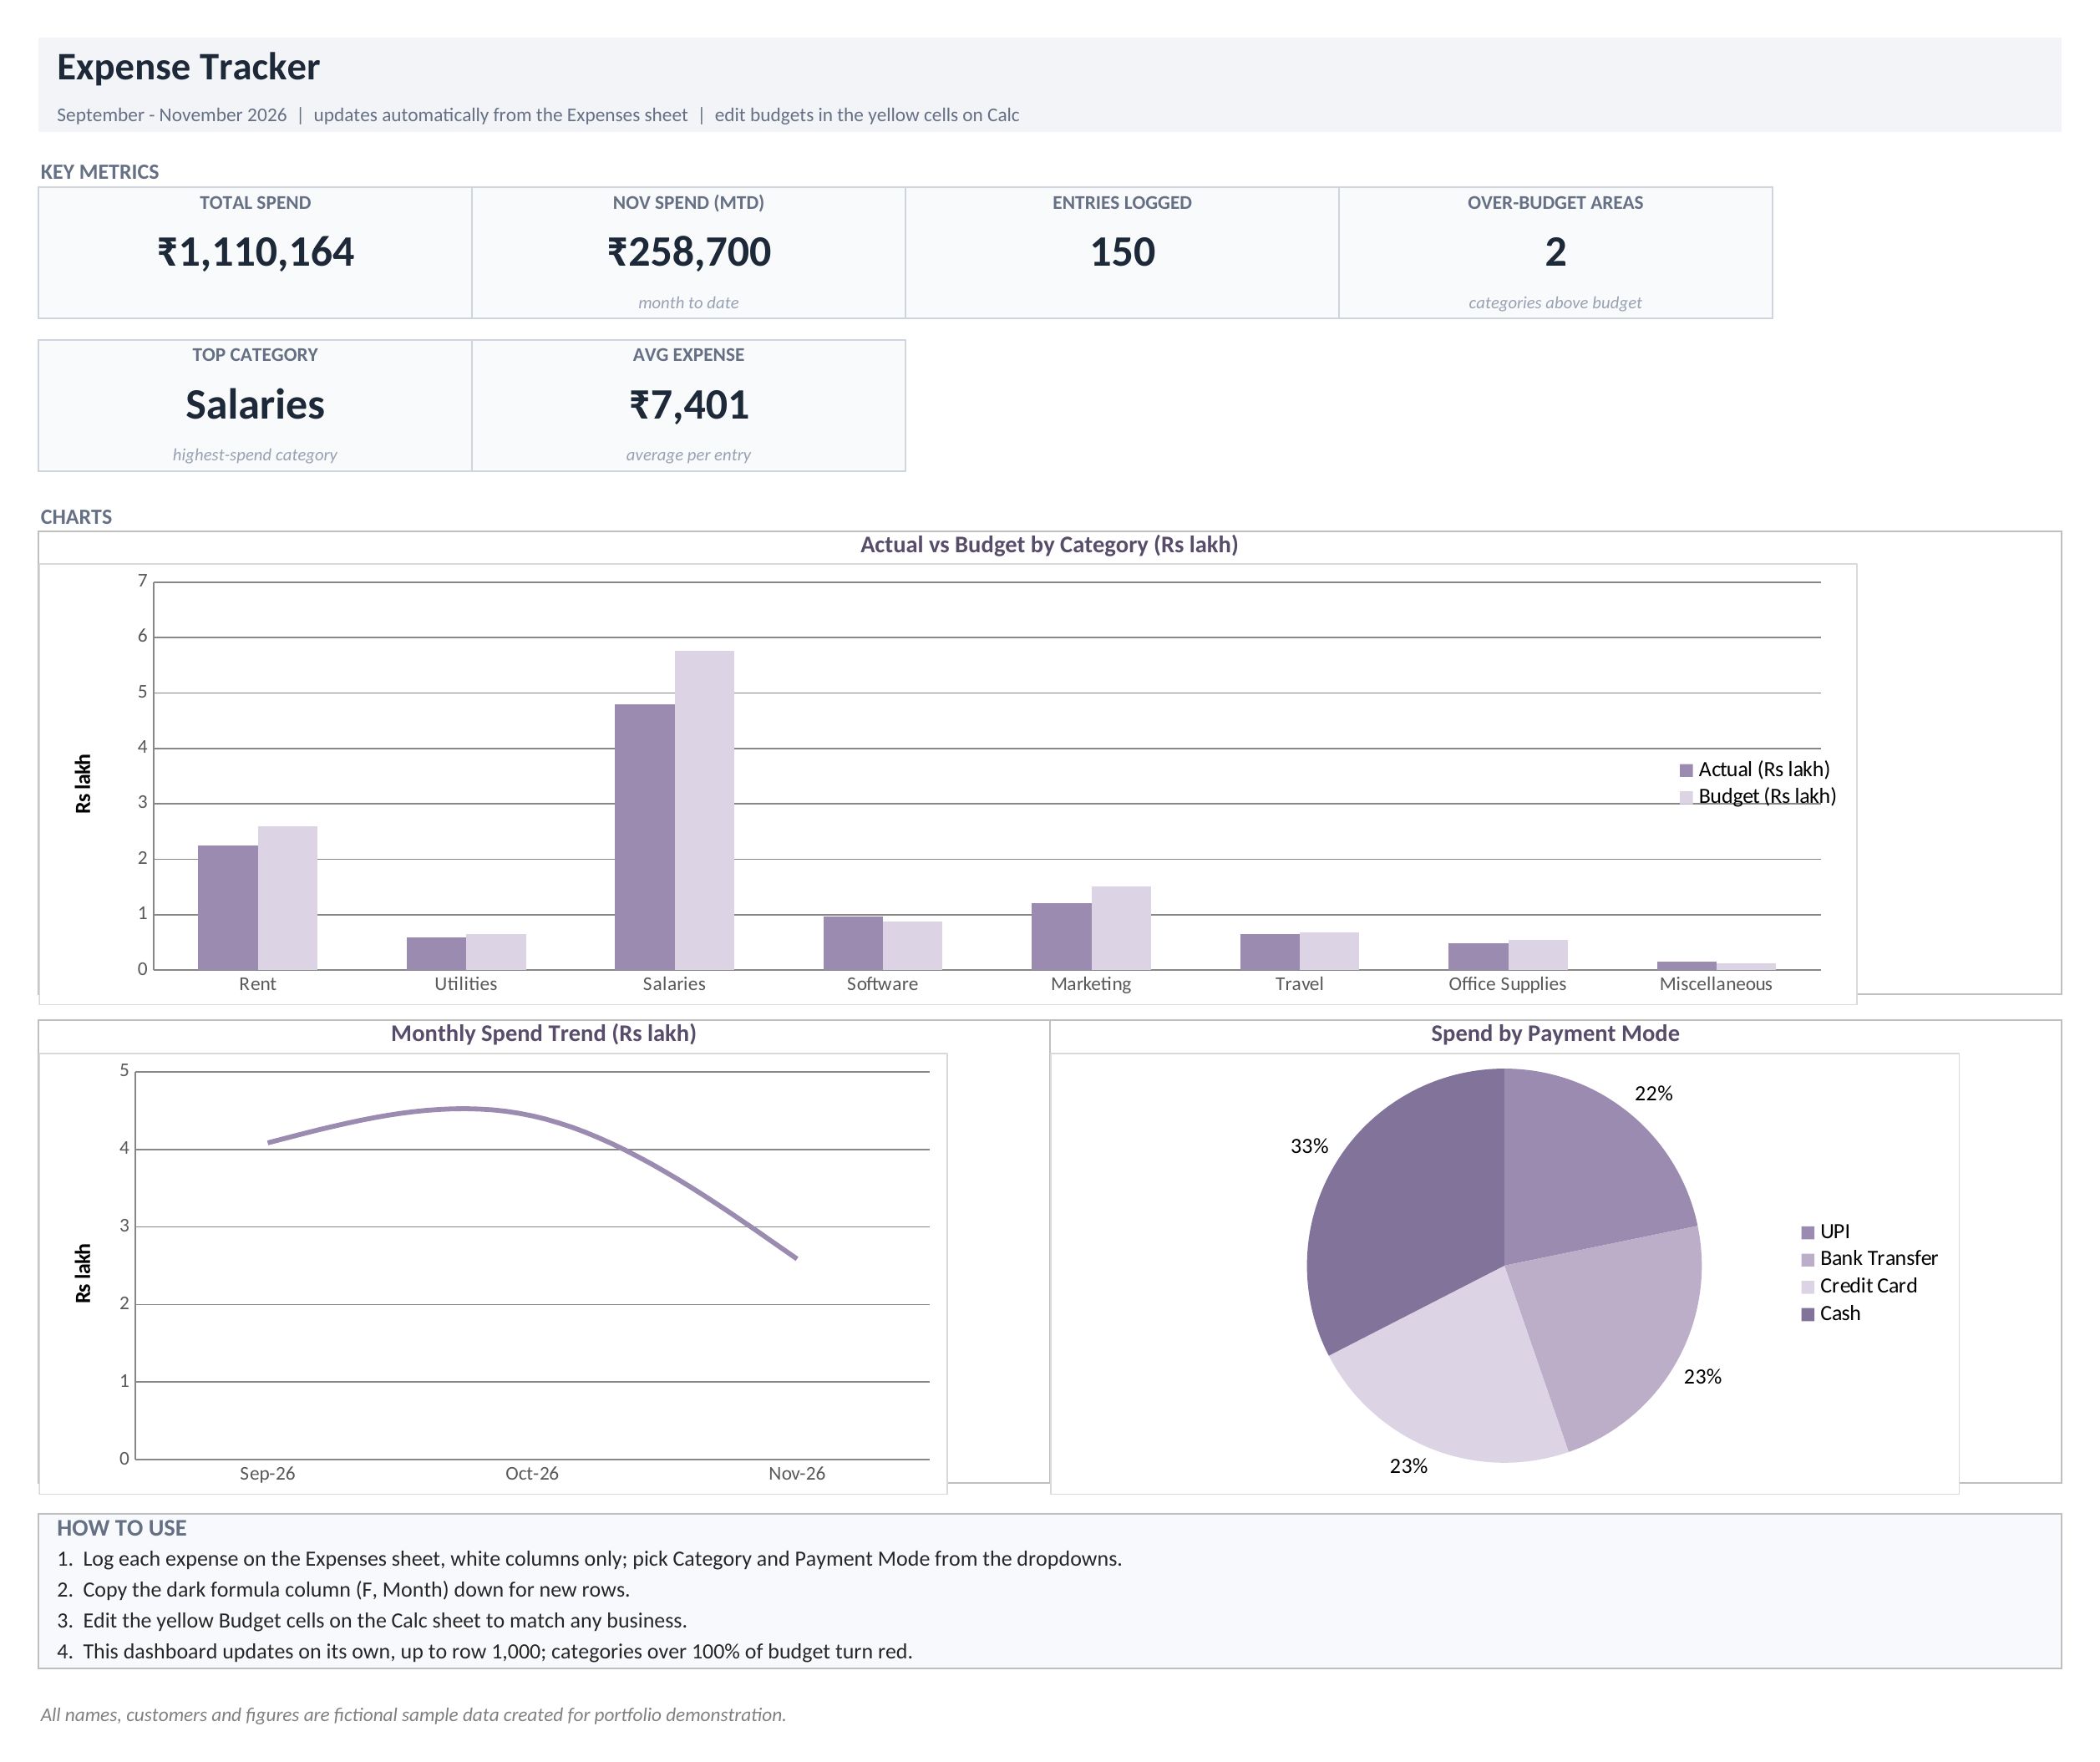 Expense Tracker
September - November 2026 | updates automatically from the Expenses sheet | edit budgets in the yellow cells on Calc
KEY METRICS
TOTAL SPEND
₹1,110,164
NOV SPEND (MTD)
₹258,700
month to date
ENTRIES LOGGED
150
OVER-BUDGET AREAS
2
categories above budget
TOP CATEGORY
Salaries
highest-spend category
AVG EXPENSE
₹7,401
average per entry
CHARTS
Actual vs Budget by Category (Rs lakh)
Rs lakh
7
6
5
4
3
2
1
0
Rent
Utilities
Salaries
Software
Marketing
Travel
Office Supplies
Miscellaneous
Actual (Rs lakh)
Budget (Rs lakh)
Monthly Spend Trend (Rs lakh)
Rs lakh
5
4
3
2
1
0
Sep-26
Oct-26
Nov-26
Spend by Payment Mode
22%
33%
23%
23%
UPI
Bank Transfer
Credit Card
Cash
HOW TO USE
1. Log each expense on the Expenses sheet, white columns only; pick Category and Payment Mode from the dropdowns.
2. Copy the dark formula column (F, Month) down for new rows.
3. Edit the yellow Budget cells on the Calc sheet to match any business.
4. This dashboard updates on its own, up to row 1,000; categories over 100% of budget turn red.
All names, customers and figures are fictional sample data created for portfolio demonstration.